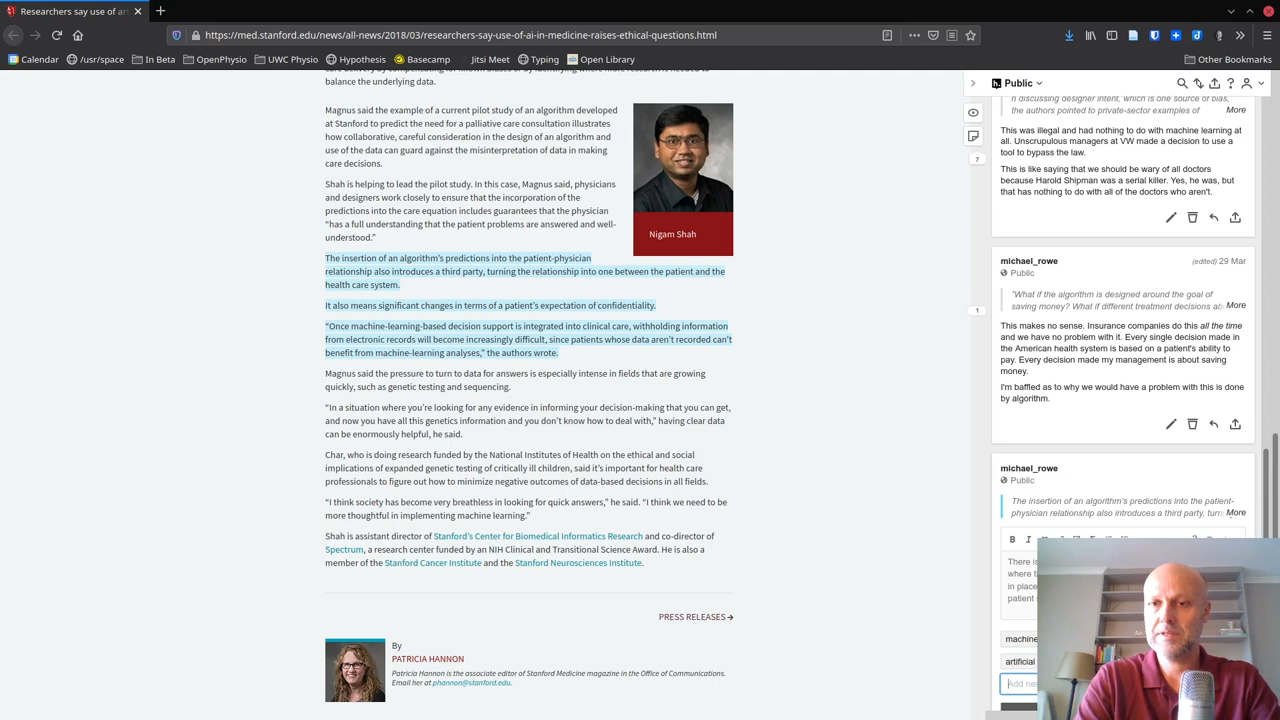 Researchers say use of ar
https://med.stanford.edu/news/all-news/2018/03/researchers-say-use-of-ai-in-medicine-raises-ethical-questions.html
Calendar
/usr/space
In Beta
OpenPhysio
UWC Physio
Hypothesis
Basecamp
Jitsi Meet
Typing
Open Library
Other Bookmarks
balance the underlying data.
Magnus said the example of a current pilot study of an algorithm developed
at Stanford to predict the need for a palliative care consultation illustrates
how collaborative, careful consideration in the design of an algorithm and
use of the data can guard against the misinterpretation of data in making
care decisions.
Shah is helping to lead the pilot study. In this case, Magnus said, physicians
and designers work closely to ensure that the incorporation of the
predictions into the care equation includes guarantees that the physician
“has a full understanding that the patient problems are answered and well-
understood.”
Nigam Shah
The insertion of an algorithm’s predictions into the patient-physician
relationship also introduces a third party, turning the relationship into one between the patient and the
health care system.
It also means significant changes in terms of a patient’s expectation of confidentiality.
“Once machine-learning-based decision support is integrated into clinical care, withholding information
from electronic records will become increasingly difficult, since patients whose data aren’t recorded can’t
benefit from machine-learning analyses,” the authors wrote.
Magnus said the pressure to turn to data for answers is especially intense in fields that are growing
quickly, such as genetic testing and sequencing.
“In a situation where you’re looking for any evidence in informing your decision-making that you can get,
and now you have all this genetics information and you don’t know how to deal with,” having clear data
can be enormously helpful, he said.
Char, who is doing research funded by the National Institutes of Health on the ethical and social
implications of expanded genetic testing of critically ill children, said it’s important for health care
professionals to figure out how to minimize negative outcomes of data-based decisions in all fields.
“I think society has become very breathless in looking for quick answers,” he said. “I think we need to be
more thoughtful in implementing machine learning.”
Shah is assistant director of Stanford’s Center for Biomedical Informatics Research and co-director of
Spectrum, a research center funded by an NIH Clinical and Translational Science Award. He is also a
member of the Stanford Cancer Institute and the Stanford Neurosciences Institute.
PRESS RELEASES
By
PATRICIA HANNON
Patricia Hannon is the associate editor of Stanford Medicine magazine in the Office of Communications.
Email her at phannon@stanford.edu.
Public
7
1
n discussing designer intent, which is one source of bias,
the authors pointed to private-sector examples of
More
This was illegal and had nothing to do with machine learning at
all. Unscrupulous managers at VW made a decision to use a
tool to bypass the law.
This is like saying that we should be wary of all doctors
because Harold Shipman was a serial killer. Yes, he was, but
that has nothing to do with all of the doctors who aren't.
michael_rowe
(edited) 29 Mar
Public
"What if the algorithm is designed around the goal of
saving money? What if different treatment decisions ab
More
This makes no sense. Insurance companies do this all the time
and we have no problem with it. Every single decision made in
the American health system is based on a patient's ability to
pay. Every decision made my management is about saving
money.
I'm baffled as to why we would have a problem with this is done
by algorithm.
michael_rowe
Public
The insertion of an algorithm's predictions into the patient-
physician relationship also introduces a third party, turn
More
B I
There is
where t
in place
patient
machine
artificial
Add ne